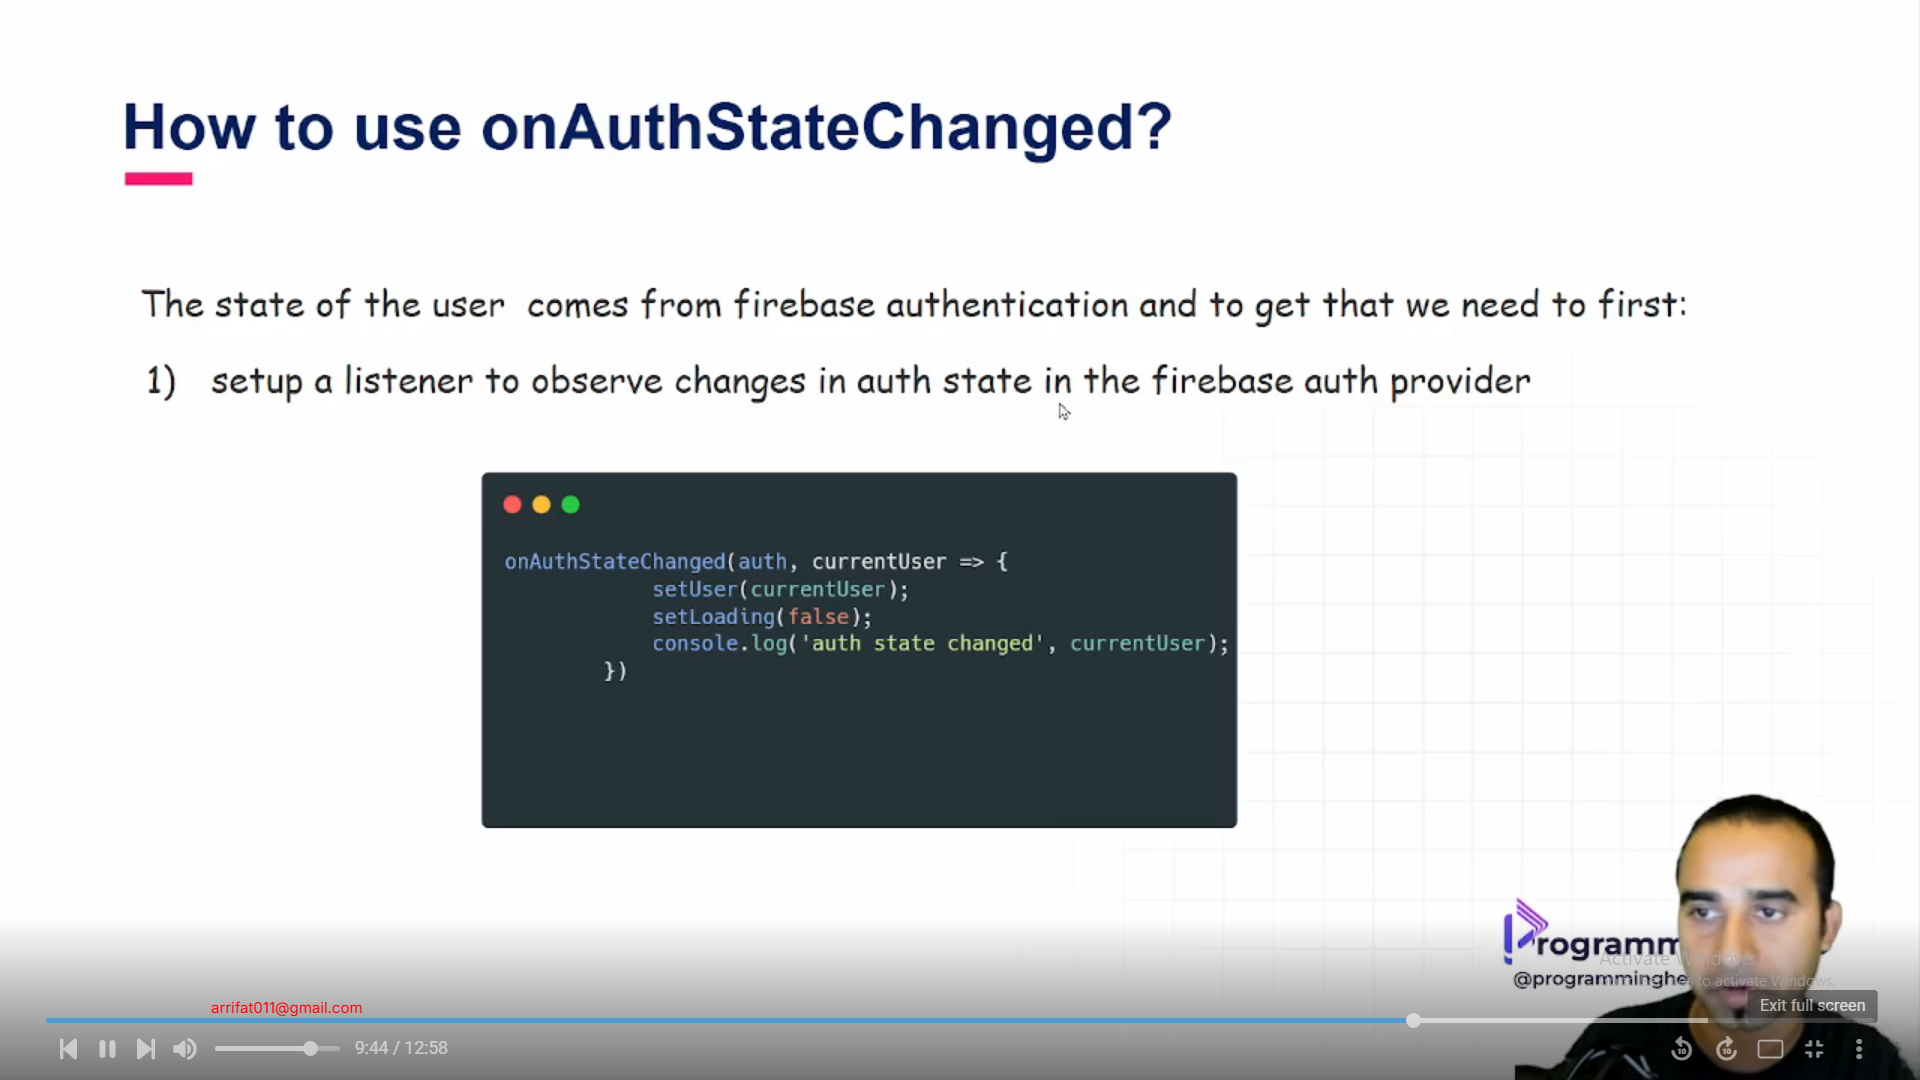 How to use onAuthStateChanged?
The state of the user comes from firebase authentication and to get that we need to first:
1) setup a listener to observe changes in auth state in the firebase auth provider
onAuthStateChanged(auth, currentUser => {
setUser(currentUser);
setLoading(false);
console.log('auth state changed', currentUser);
})
Programm
@programminghe
Activate Windows
to activate Windows.
arrifat011@gmail.com
Exit full screen
9:44 / 12:58
10 10